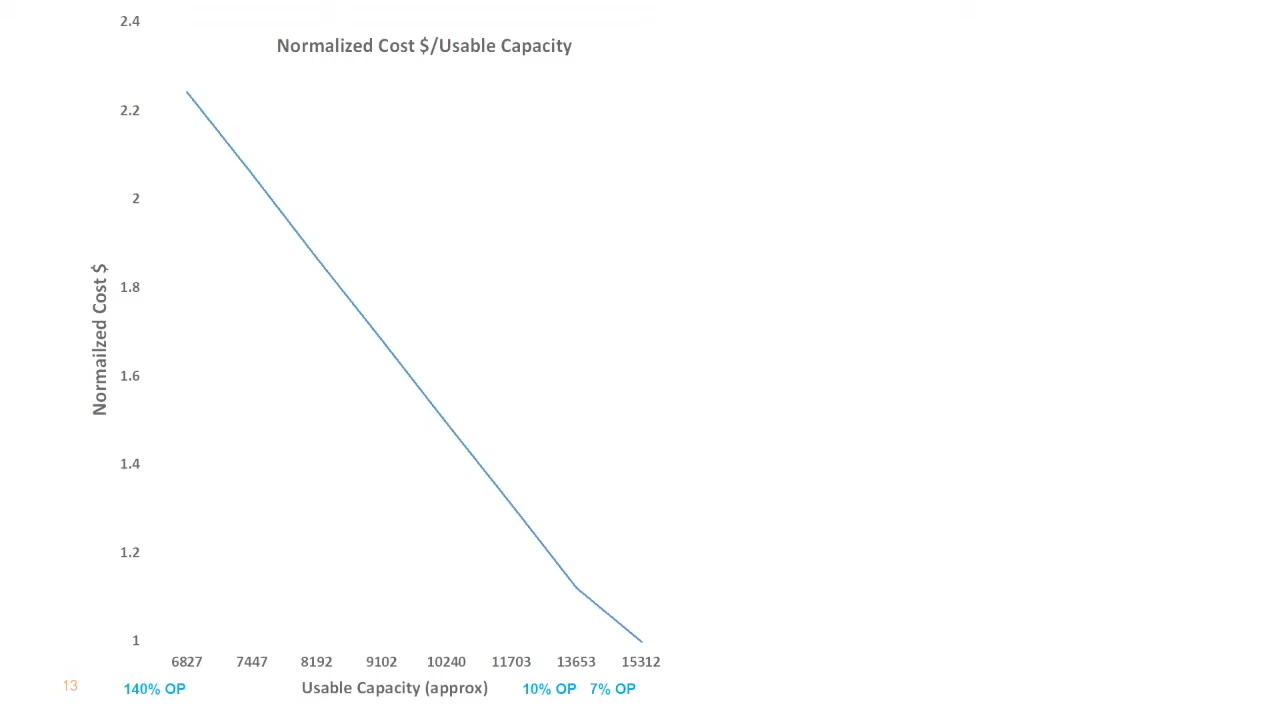 2.4
Normalized Cost $/Usable Capacity
2.2
2
1.8
Normailzed Cost $
1.6
1.4
1.2
1
6827 7447 8192 9102 10240 11703 13653 15312
13 140% OP Usable Capacity (approx) 10% OP 7% OP